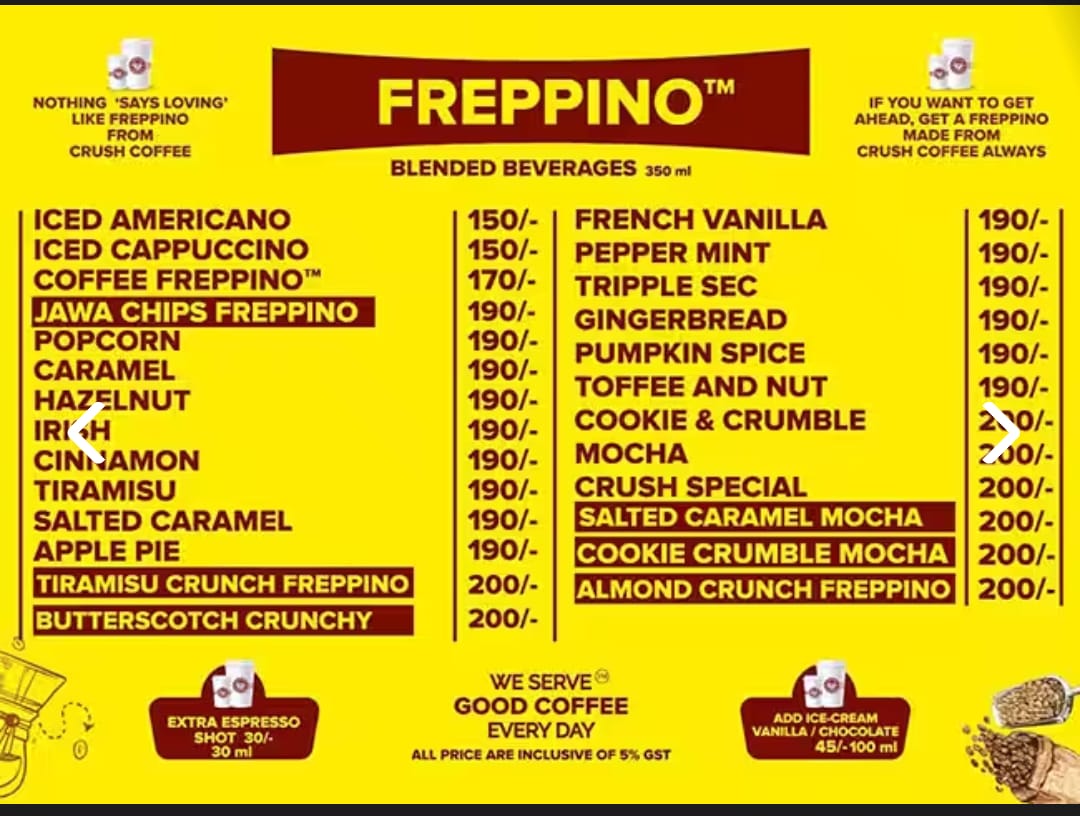 NOTHING 'SAYS LOVING'
LIKE FREPPINO
FROM
CRUSH COFFEE
FREPPINO™
BLENDED BEVERAGES 350 ml
IF YOU WANT TO GET
AHEAD, GET A FREPPINO
MADE FROM
CRUSH COFFEE ALWAYS
ICED AMERICANO 150/-
ICED CAPPUCCINO 150/-
COFFEE FREPPINO™ 170/-
JAWA CHIPS FREPPINO 190/-
POPCORN 190/-
CARAMEL 190/-
HAZELNUT 190/-
IRISH 190/-
CINNAMON 190/-
TIRAMISU 190/-
SALTED CARAMEL 190/-
APPLE PIE 190/-
TIRAMISU CRUNCH FREPPINO 200/-
BUTTERSCOTCH CRUNCHY 200/-
FRENCH VANILLA 190/-
PEPPER MINT 190/-
TRIPPLE SEC 190/-
GINGERBREAD 190/-
PUMPKIN SPICE 190/-
TOFFEE AND NUT 190/-
COOKIE & CRUMBLE 200/-
MOCHA 200/-
CRUSH SPECIAL 200/-
SALTED CARAMEL MOCHA 200/-
COOKIE CRUMBLE MOCHA 200/-
ALMOND CRUNCH FREPPINO 200/-
EXTRA ESPRESSO
SHOT 30/-
30 ml
WE SERVE
GOOD COFFEE
EVERY DAY
ALL PRICE ARE INCLUSIVE OF 5% GST
ADD ICE-CREAM
VANILLA / CHOCOLATE
45/- 100 ml